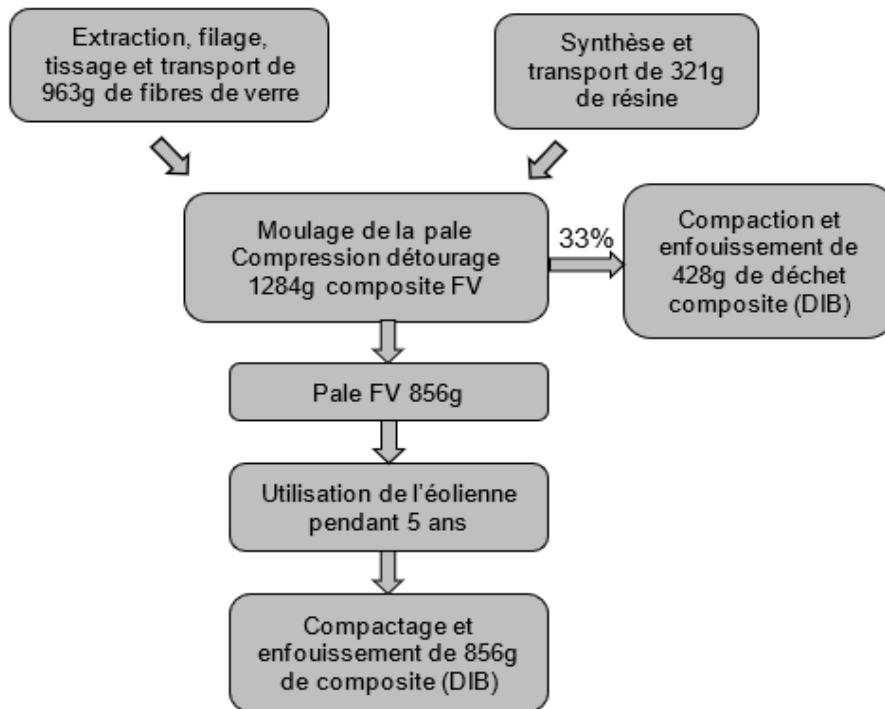 Extraction, filage,
tissage et transport de
963g de fibres de verre
Synthèse et
transport de 321g
de résine
Moulage de la pale
Compression détourage
1284g composite FV
33%
Compaction et
enfouissement de
428g de déchet
composite (DIB)
Pale FV 856g
Utilisation de l’éolienne
pendant 5 ans
Compactage et
enfouissement de 856g
de composite (DIB)